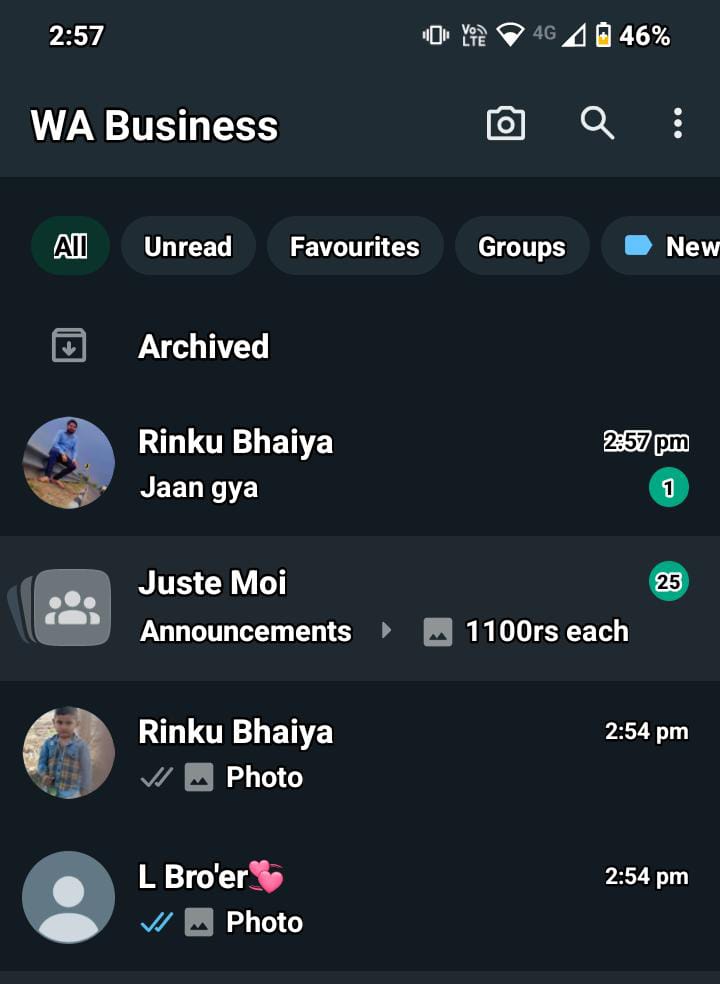 2:57 Vo LTE 4G 46%
WA Business
All Unread Favourites Groups New
Archived
Rinku Bhaiya 2:57 pm
Jaan gya 1
Juste Moi 25
Announcements 1100rs each
Rinku Bhaiya 2:54 pm
Photo
L Bro'er💞 2:54 pm
Photo